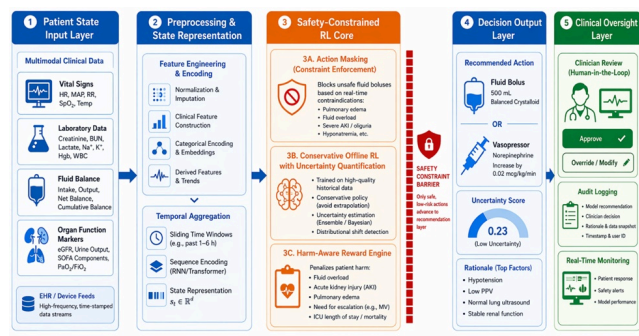 1 Patient State
Input Layer
Multimodal Clinical Data
Vital Signs
HR, MAP, RR,
SpO₂, Temp
Laboratory Data
Creatinine, BUN,
Lactate, Na⁺, K⁺,
Hgb, WBC
Fluid Balance
Intake, Output,
Net Balance,
Cumulative Balance
Organ Function
Markers
eGFR, Urine Output,
SOFA Components,
PaO₂/FiO₂
EHR / Device Feeds
High-frequency,
time-stamped
data streams
2 Preprocessing &
State Representation
Feature Engineering
& Encoding
Normalization &
Imputation
Clinical Feature
Construction
Categorical Encoding
& Embeddings
Derived Features
& Trends
Temporal Aggregation
Sliding Time Windows
(e.g., past 1–6 h)
Sequence Encoding
(RNN/Transformer)
State Representation
sₜ ∈ ℝᵈ
3 Safety-Constrained
RL Core
3A. Action Masking
(Constraint Enforcement)
Blocks unsafe fluid boluses
based on real-time
contraindications:
• Pulmonary edema
• Fluid overload
• Severe AKI / oliguria
• Hyponatremia, etc.
3B. Conservative Offline RL
with Uncertainty Quantification
• Trained on high-quality
historical data
• Conservative policy
(avoid extrapolation)
• Uncertainty estimation
(Ensemble / Bayesian)
• Distributional shift detection
3C. Harm-Aware Reward Engine
Penalizes patient harm:
• Fluid overload
• Acute kidney injury (AKI)
• Pulmonary edema
• Need for escalation (e.g., MV)
• ICU length of stay / mortality
SAFETY
CONSTRAINT
BARRIER
Only safe,
low-risk actions
advance to
recommendation
layer
4 Decision Output
Layer
Recommended Action
Fluid Bolus
500 mL
Balanced Crystalloid
OR
Vasopressor
Norepinephrine
Increase by
0.02 mcg/kg/min
Uncertainty Score
0.23
(Low Uncertainty)
Rationale (Top Factors)
• Hypotension
• Low PPV
• Normal lung ultrasound
• Stable renal function
5 Clinical Oversight
Layer
Clinician Review
(Human-in-the-Loop)
Approve
Override / Modify
Audit Logging
• Model recommendation
• Clinician decision
• Rationale & data snapshot
• Timestamp & user ID
Real-Time Monitoring
• Patient response
• Safety alerts
• Model performance